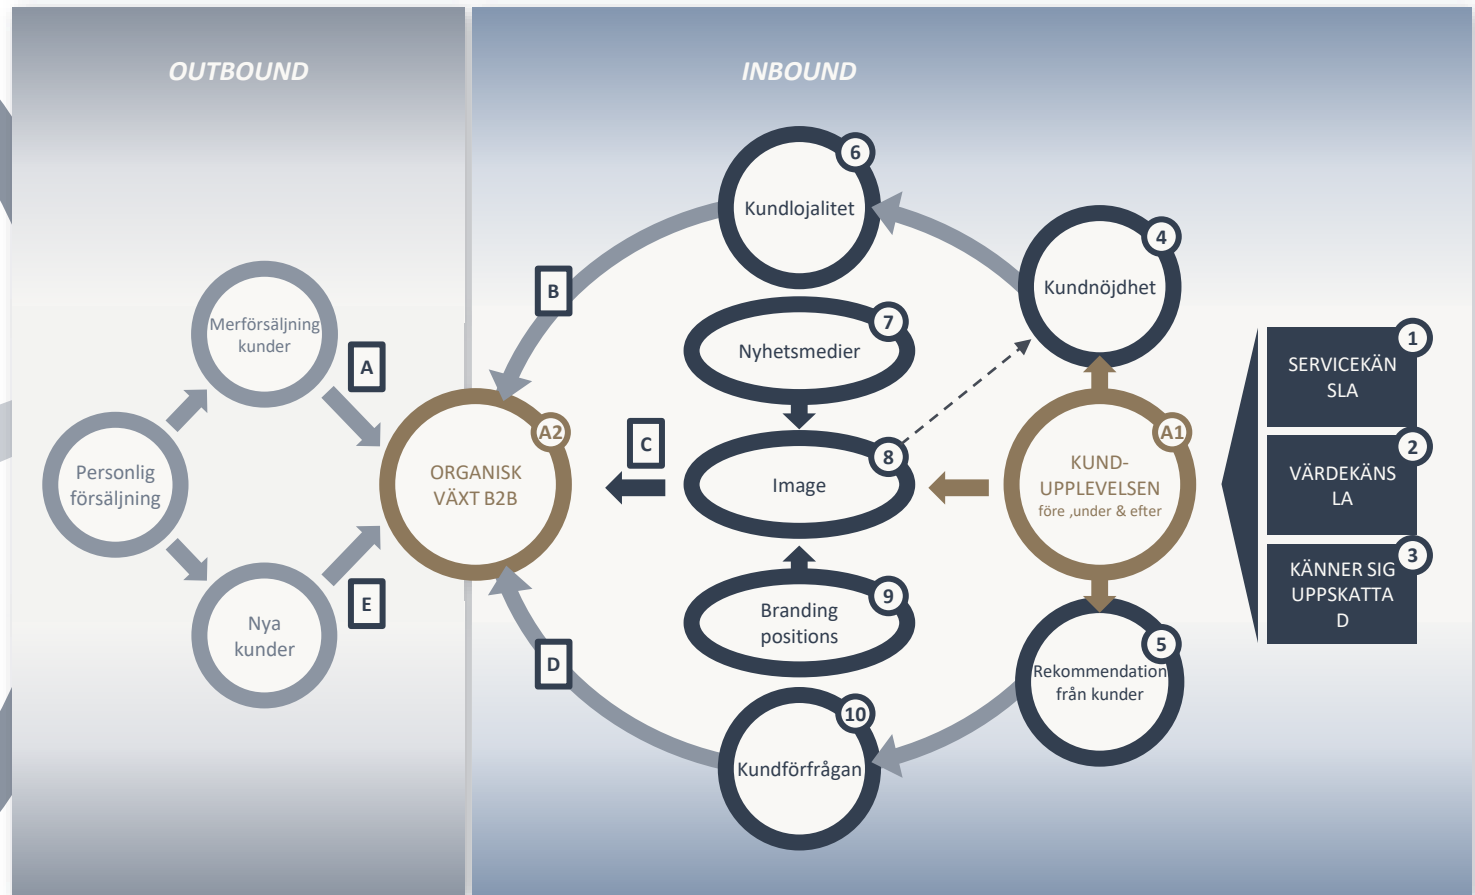 OUTBOUND
INBOUND
6
Kundlojalitet
4
Kundnöjdhet
B
7
Nyhetsmedier
Merförsäljning
kunder
A
1
SERVICEKÄN
SLA
A2
ORGANISK
VÄXT B2B
C
8
Image
A1
KUND-
UPPLEVELSEN
före ,under & efter
2
VÄRDEKÄNS
LA
Personlig
försäljning
3
KÄNNER SIG
UPPSKATTA
D
E
9
Branding
positions
Nya
kunder
D
5
Rekommendation
från kunder
10
Kundförfrågan